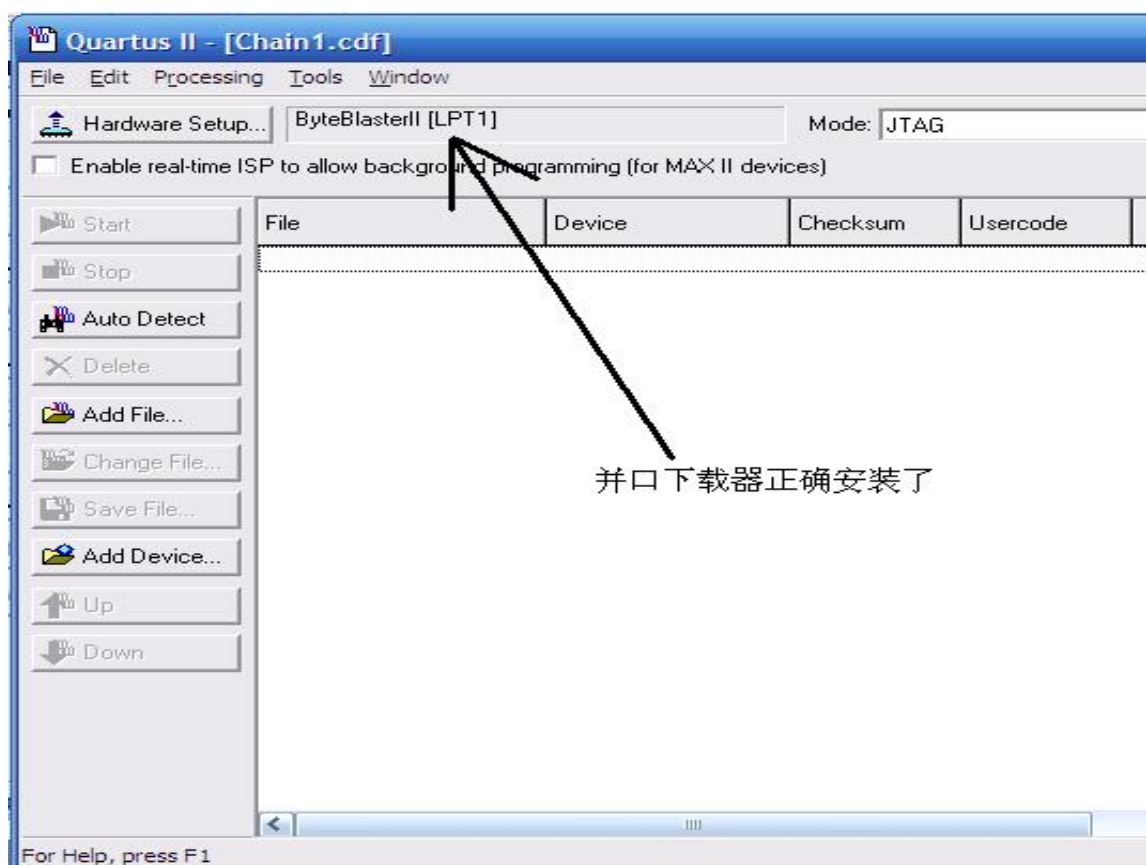 Quartus II - [Chain1.cdf]
File Edit Processing Tools Window
Hardware Setup... ByteBlasterII [LPT1] Mode: JTAG
Enable real-time ISP to allow background programming (for MAX II devices)
Start File Device Checksum Usercode
Stop
Auto Detect
Delete
Add File...
Change File...
并口下载器正确安装了
Save File...
Add Device...
Up
Down
For Help, press F1